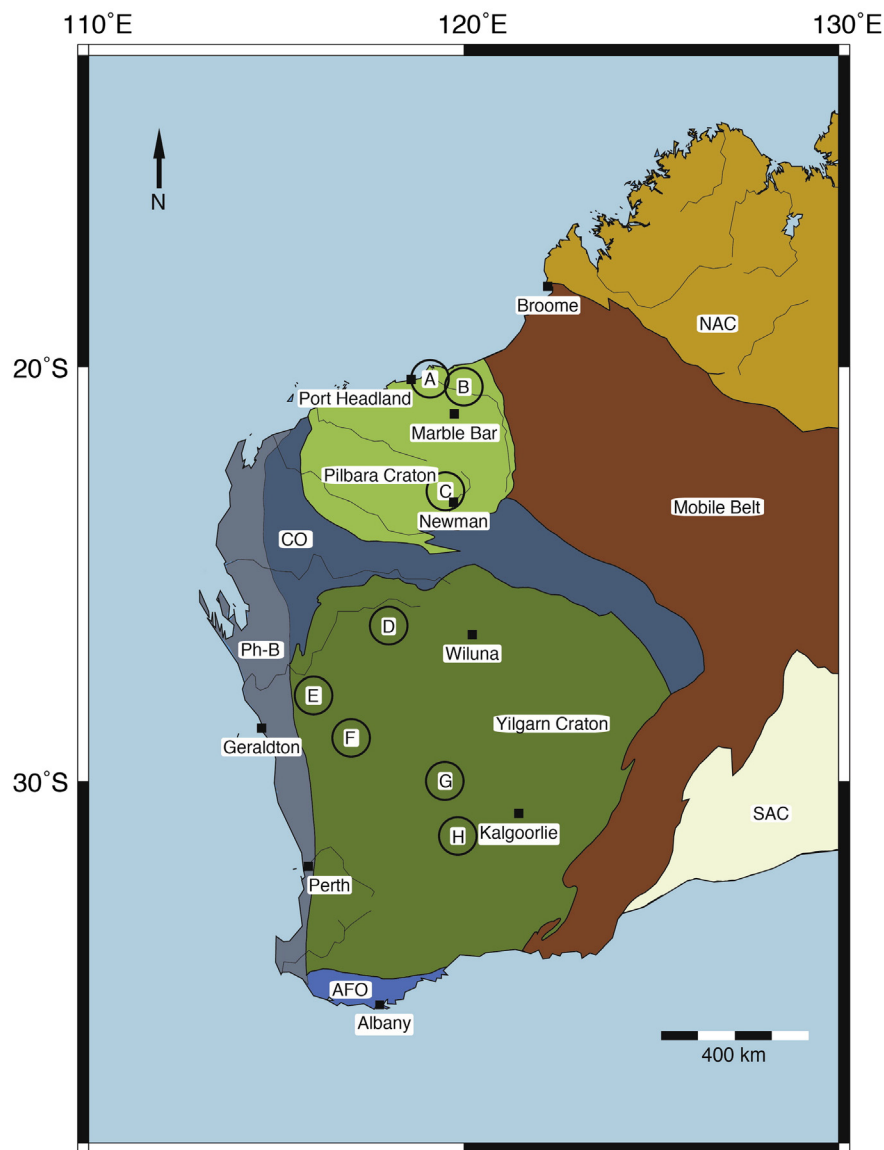 110°E
120°E
130°E
N
Broome
NAC
20°S
A
B
Port Headland
Marble Bar
Pilbara Craton
C
Mobile Belt
Newman
CO
D
Ph-B
Wiluna
E
Yilgarn Craton
F
Geraldton
G
30°S
SAC
H
Kalgoorlie
Perth
AFO
Albany
400 km